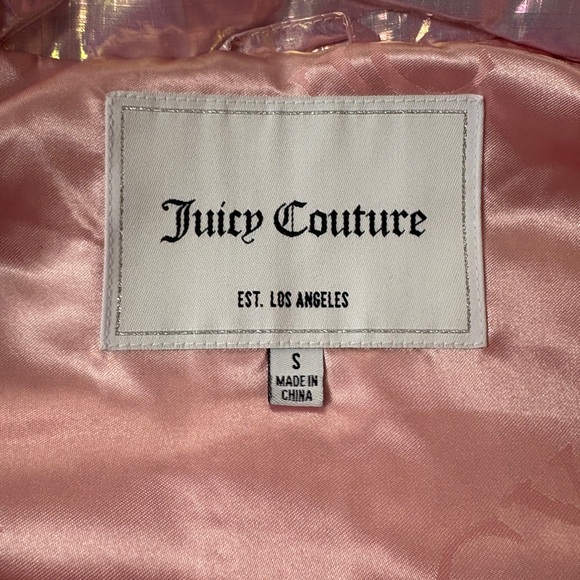 Juicy Couture
EST. LOS ANGELES
S
MADE IN
CHINA